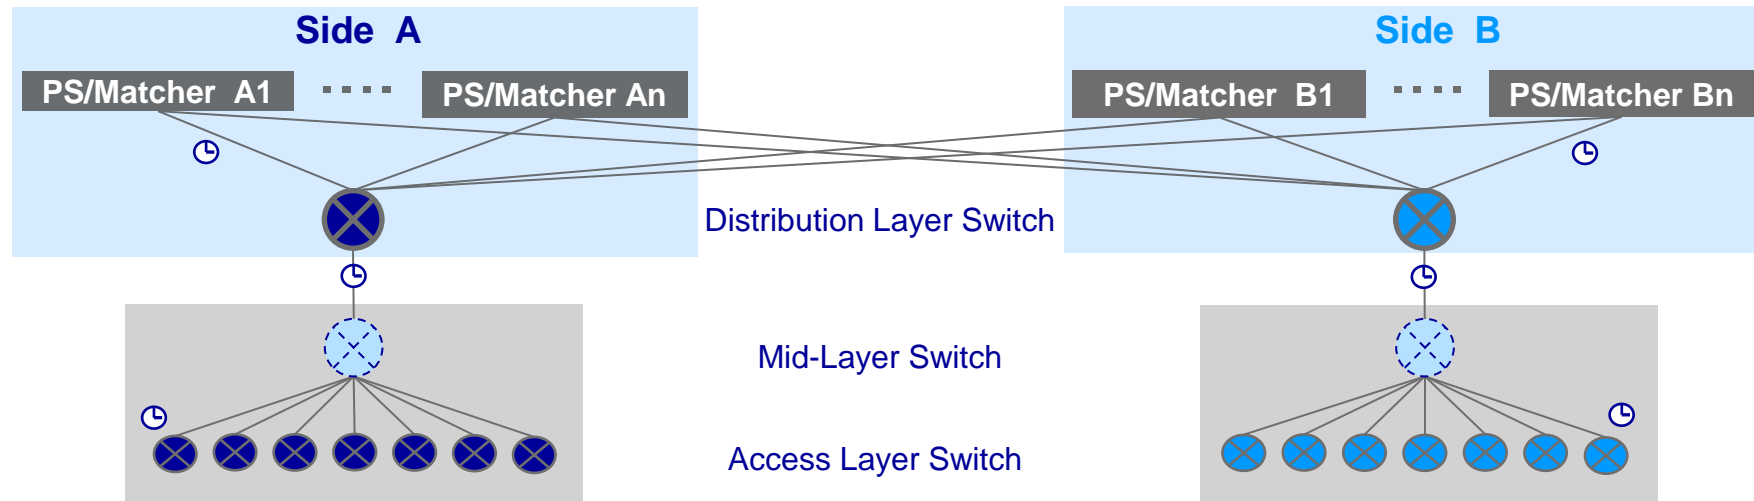 Side A
Side B
PS/Matcher A1
PS/Matcher An
PS/Matcher B1
PS/Matcher Bn
Distribution Layer Switch
Mid-Layer Switch
Access Layer Switch